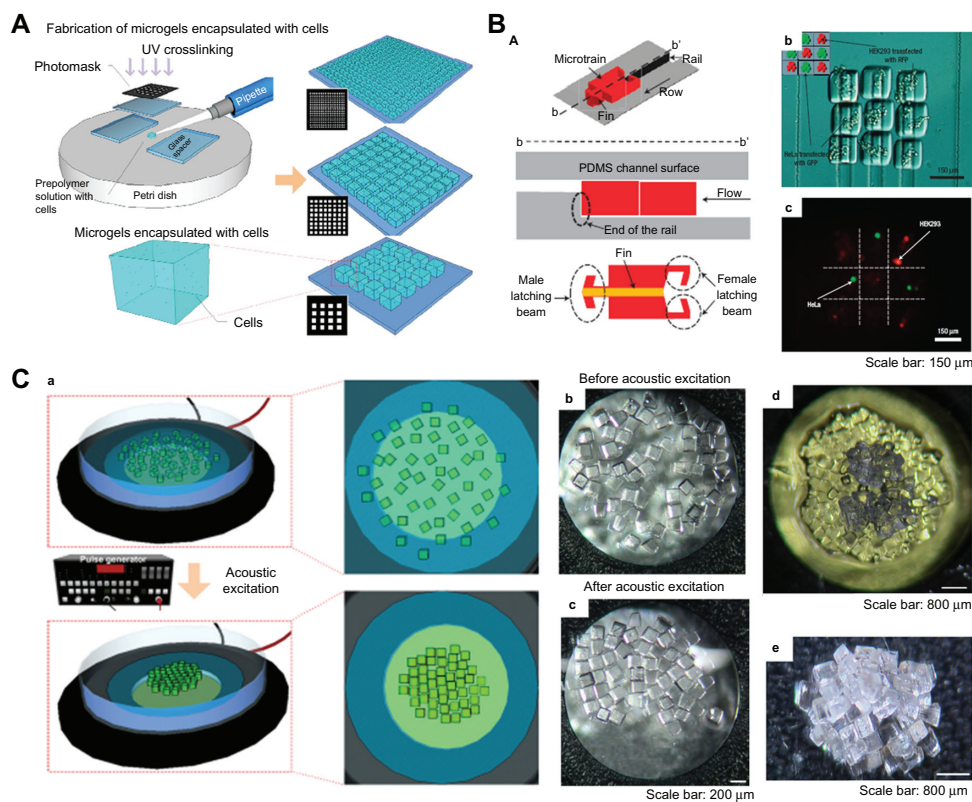 A
Fabrication of microgels encapsulated with cells
UV crosslinking
Photomask
Pipette
Glass
spacer
Prepolymer
solution with
cells
Petri dish
Microgels encapsulated with cells
Cells
B
A
b'
Microtrain
Rail
Row
b
Fin
b
b'
PDMS channel surface
Flow
End of the rail
Fin
Male
latching
beam
Female
latching
beam
b
HEK293 transfected
with RFP
HeLa transfected
with GFP
150 μm
c
HEK293
HeLa
150 μm
Scale bar: 150 μm
C
a
Pulse generator
Acoustic
excitation
Before acoustic excitation
b
After acoustic excitation
c
Scale bar: 200 μm
d
Scale bar: 800 μm
e
Scale bar: 800 μm